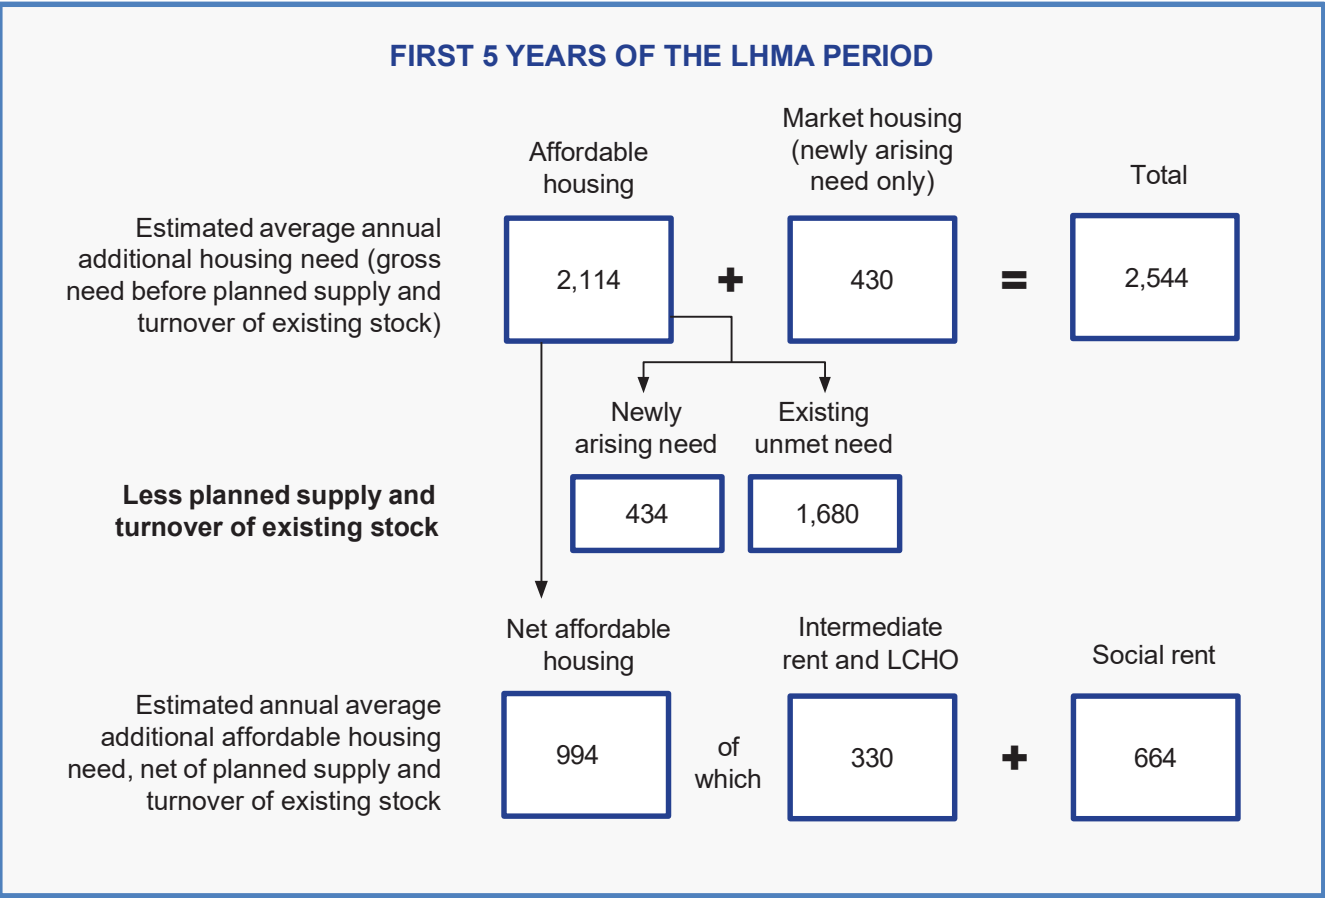 FIRST 5 YEARS OF THE LHMA PERIOD
Affordable
housing
Market housing
(newly arising
need only)
Total
Estimated average annual
additional housing need (gross
need before planned supply and
turnover of existing stock)
2,114
+
430
=
2,544
Newly
arising need
Existing
unmet need
Less planned supply and
turnover of existing stock
434
1,680
Net affordable
housing
Intermediate
rent and LCHO
Social rent
Estimated annual average
additional affordable housing
need, net of planned supply and
turnover of existing stock
994
of
which
330
+
664